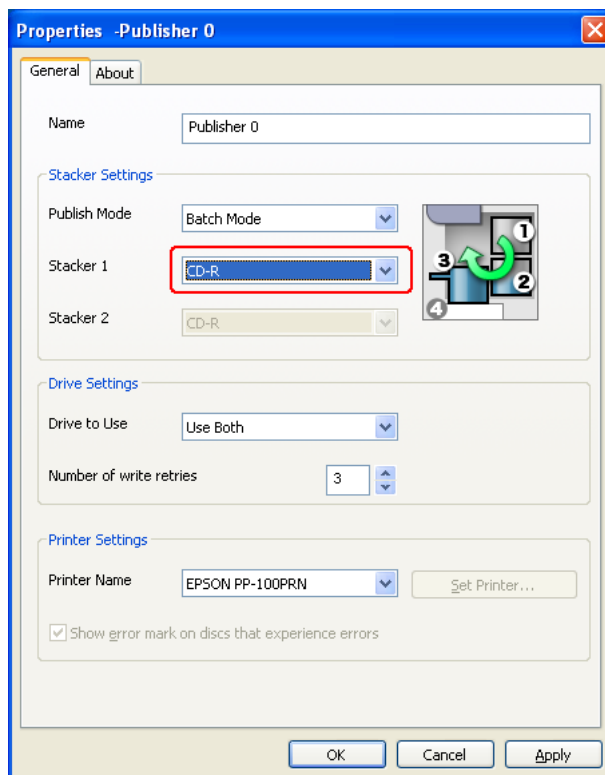 Properties  -Publisher 0
General About
Name Publisher 0
Stacker Settings
Publish Mode Batch Mode
Stacker 1 CD-R
Stacker 2 CD-R
1
3
2
4
Drive Settings
Drive to Use Use Both
Number of write retries 3
Printer Settings
Printer Name EPSON PP-100PRN Set Printer...
Show error mark on discs that experience errors
OK Cancel Apply